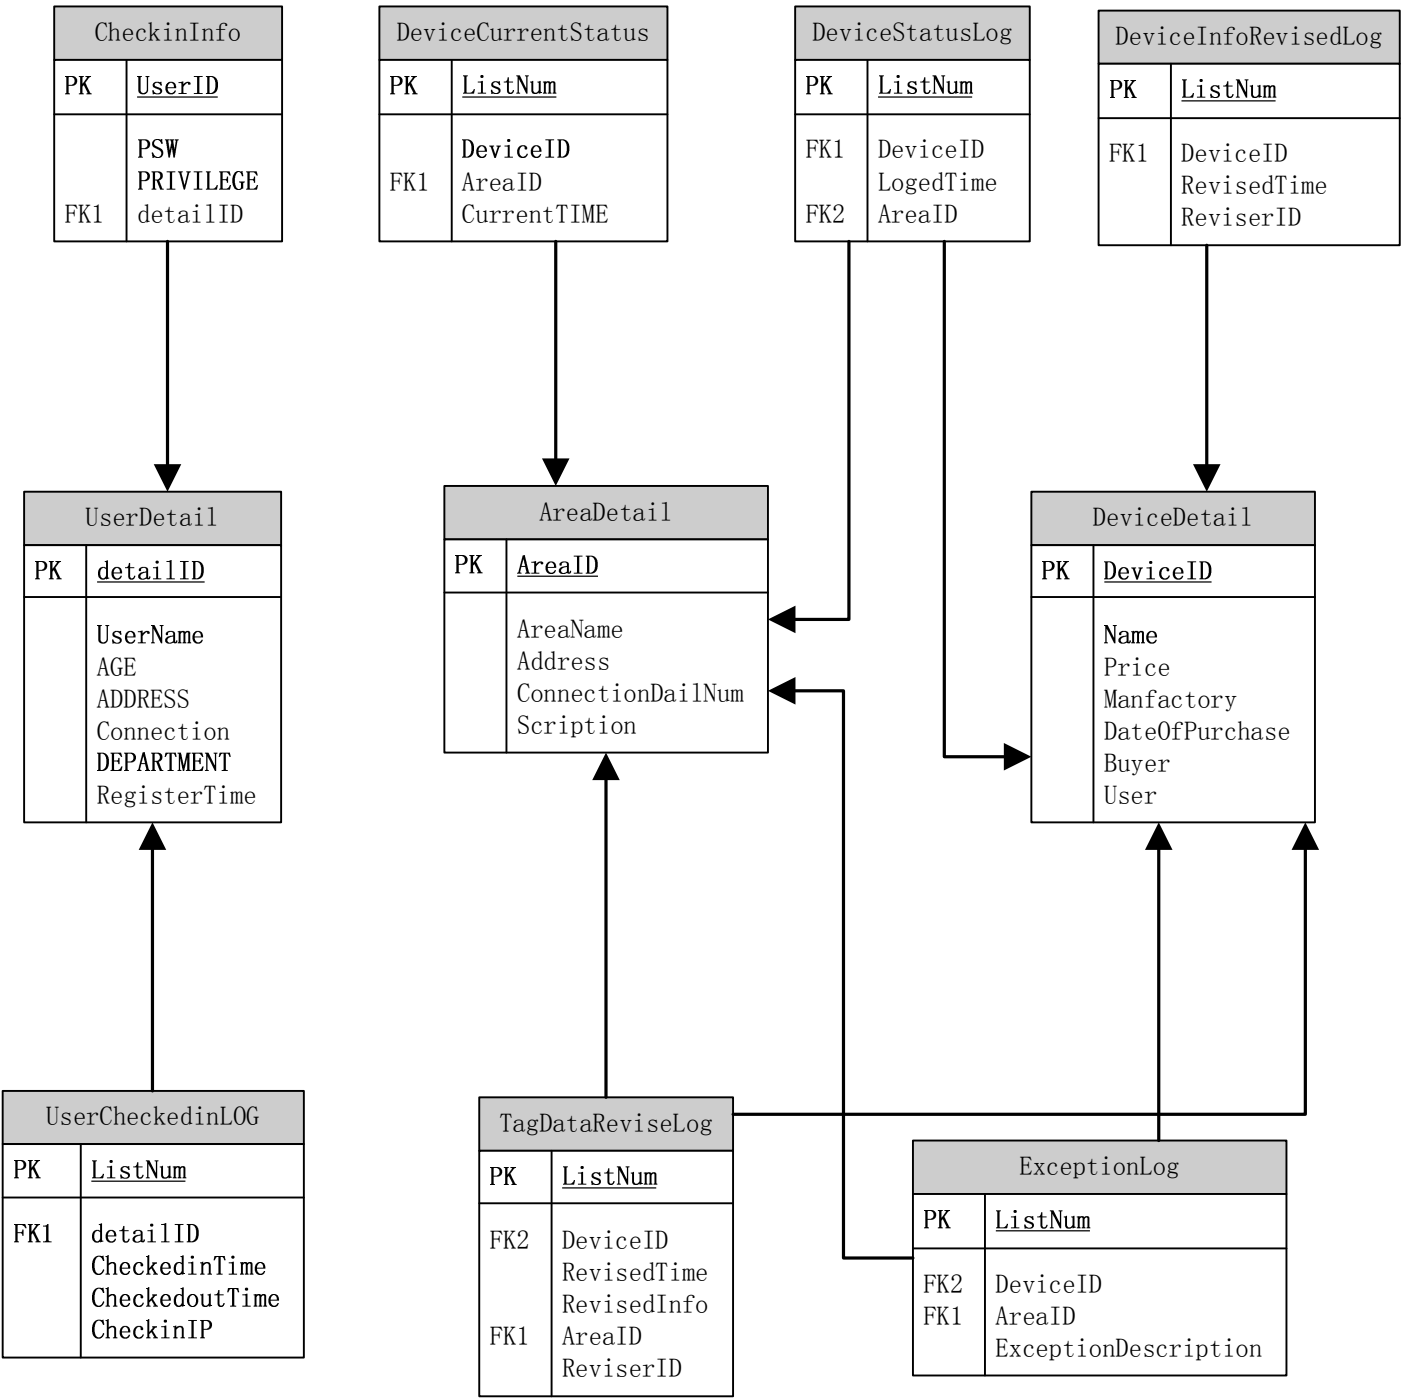 CheckinInfo
PK UserID
PSW
PRIVILEGE
FK1 detailID
DeviceCurrentStatus
PK ListNum
DeviceID
FK1 AreaID
CurrentTIME
DeviceStatusLog
PK ListNum
FK1 DeviceID
LogedTime
FK2 AreaID
DeviceInfoRevisedLog
PK ListNum
FK1 DeviceID
RevisedTime
ReviserID
UserDetail
PK detailID
UserName
AGE
ADDRESS
Connection
DEPARTMENT
RegisterTime
AreaDetail
PK AreaID
AreaName
Address
ConnectionDailNum
Scription
DeviceDetail
PK DeviceID
Name
Price
Manfactory
DateOfPurchase
Buyer
User
UserCheckedinLOG
PK ListNum
FK1 detailID
CheckedinTime
CheckedoutTime
CheckinIP
TagDataReviseLog
PK ListNum
FK2 DeviceID
RevisedTime
RevisedInfo
FK1 AreaID
ReviserID
ExceptionLog
PK ListNum
FK2 DeviceID
FK1 AreaID
ExceptionDescription